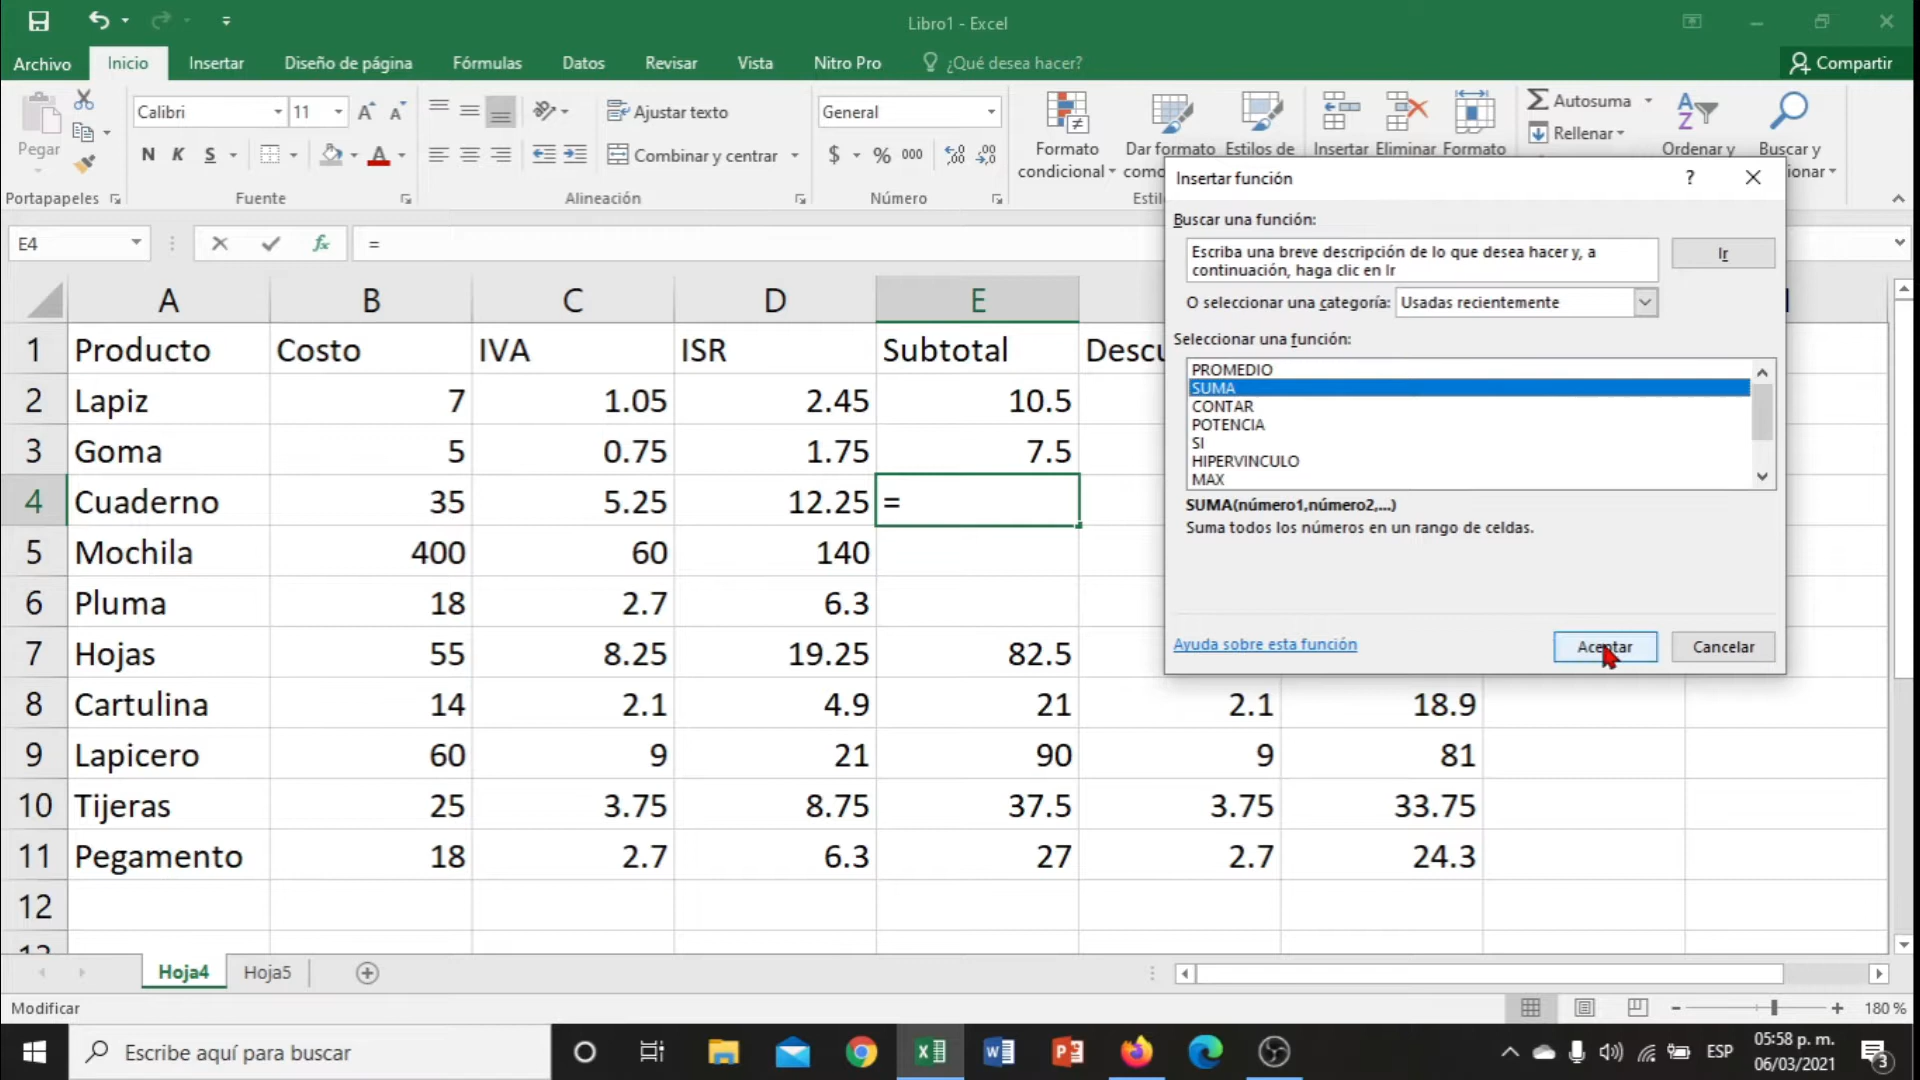 Libro1 - Excel
Archivo Inicio Insertar Diseño de página Fórmulas Datos Revisar Vista Nitro Pro ¿Qué desea hacer? Compartir
Pegar
Calibri 11
N K S
Ajustar texto
Combinar y centrar
General
$ % 000
Formato condicional
Dar formato
Estilos de
Insertar Eliminar Formato
Autosuma
Rellenar
Ordenar y
Buscar y
Portapapeles Fuente Alineación Número
E4 fx =
Insertar función ?
Buscar una función:
Escriba una breve descripción de lo que desea hacer y, a
continuación, haga clic en Ir
Ir
O seleccionar una categoría: Usadas recientemente
Seleccionar una función:
PROMEDIO
SUMA
CONTAR
POTENCIA
SI
HIPERVINCULO
MAX
SUMA(número1,número2,...)
Suma todos los números en un rango de celdas.
Ayuda sobre esta función Aceptar Cancelar
A B C D E
1 Producto Costo IVA ISR Subtotal
2 Lapiz 7 1.05 2.45 10.5
3 Goma 5 0.75 1.75 7.5
4 Cuaderno 35 5.25 12.25 =
5 Mochila 400 60 140
6 Pluma 18 2.7 6.3
7 Hojas 55 8.25 19.25 82.5
8 Cartulina 14 2.1 4.9 21 2.1 18.9
9 Lapicero 60 9 21 90 9 81
10 Tijeras 25 3.75 8.75 37.5 3.75 33.75
11 Pegamento 18 2.7 6.3 27 2.7 24.3
12
Hoja4 Hoja5
Modificar 180 %
Escribe aquí para buscar
ESP
05:58 p. m.
06/03/2021
3